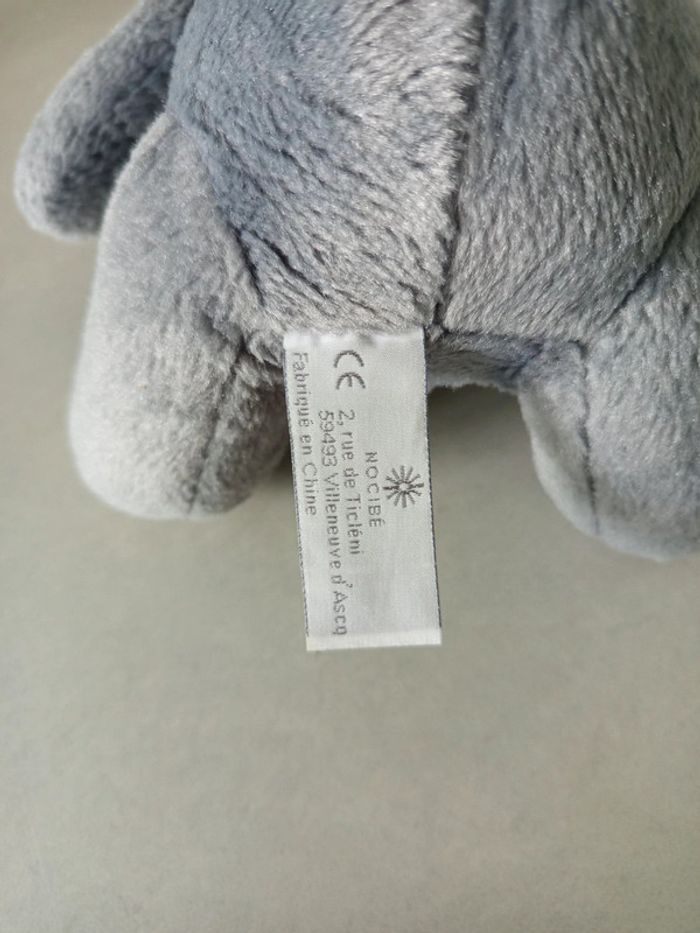 NOCIBÉ
2, rue de Ticléni
59493 Villeneuve d'Ascq
Fabriqué en Chine
CE